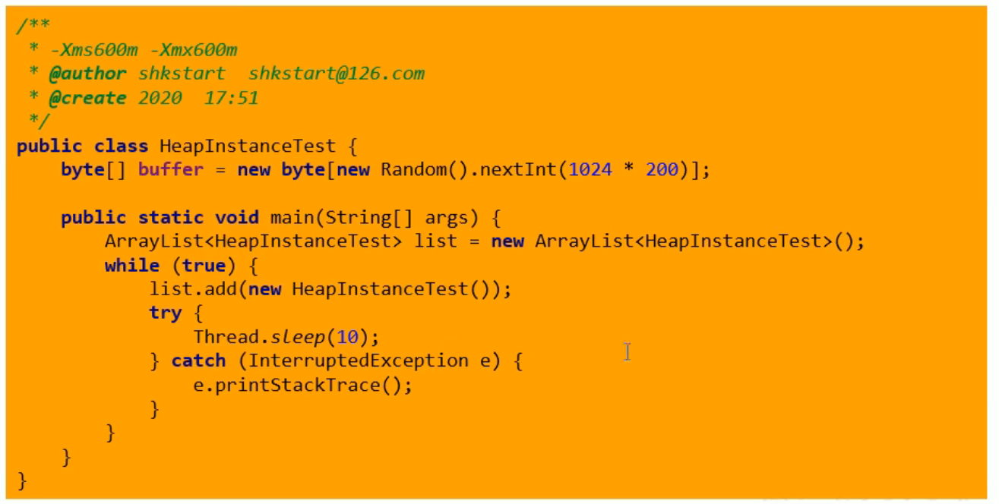 /**
 * -Xms600m -Xmx600m
 * @author shkstart  shkstart@126.com
 * @create 2020  17:51
 */
public class HeapInstanceTest {
    byte[] buffer = new byte[new Random().nextInt(1024 * 200)];

    public static void main(String[] args) {
        ArrayList<HeapInstanceTest> list = new ArrayList<HeapInstanceTest>();
        while (true) {
            list.add(new HeapInstanceTest());
            try {
                Thread.sleep(10);
            } catch (InterruptedException e) {
                e.printStackTrace();
            }
        }
    }
}